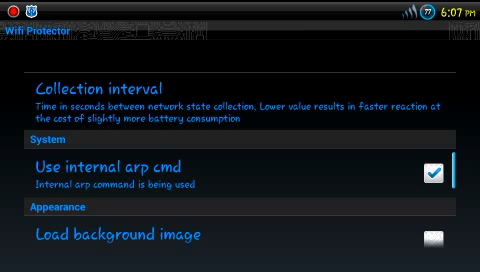 77 6:07 PM
Wifi Protector
Collection interval
Time in seconds between network state collection. Lower value results in faster reaction at
the cost of slightly more battery consumption
System
Use internal arp cmd
Internal arp command is being used
Appearance
Load background image